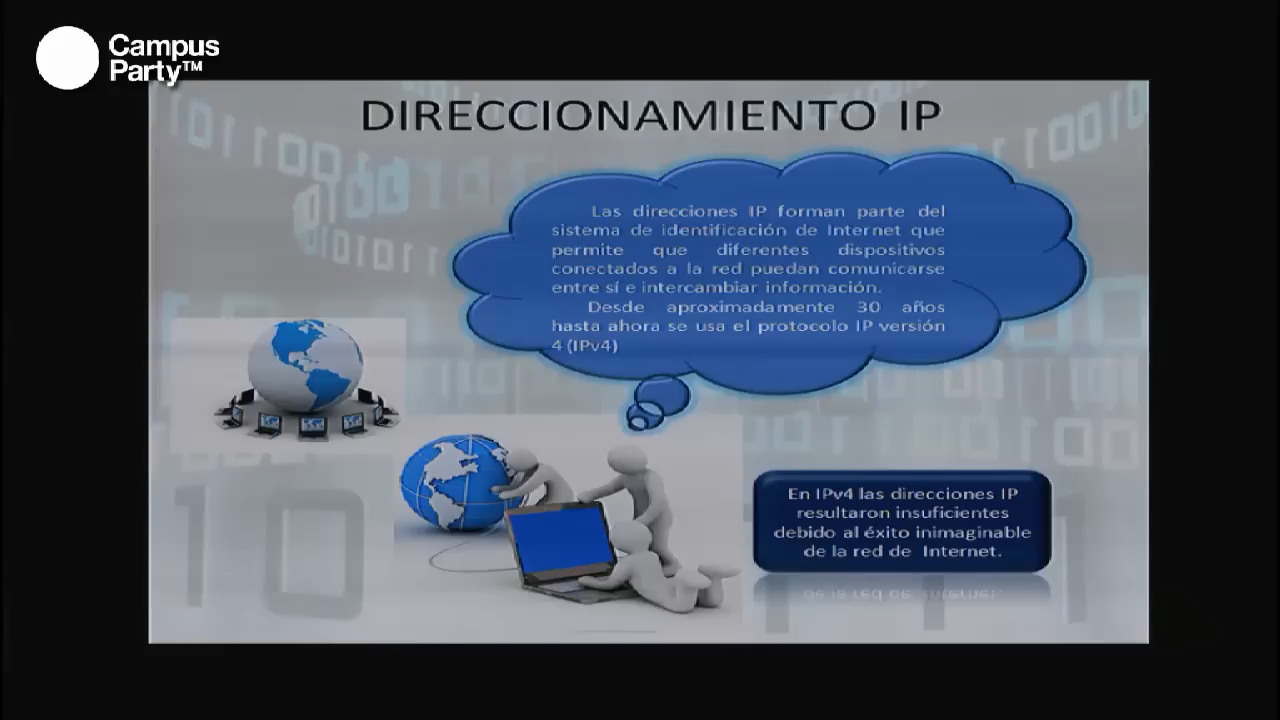 Campus
Party™
DIRECCIONAMIENTO IP
Las direcciones IP forman parte del
sistema de identificación de Internet que
permite que diferentes dispositivos
conectados a la red puedan comunicarse
entre sí e intercambiar información.
Desde aproximadamente 30 años
hasta ahora se usa el protocolo IP versión
4 (IPv4)
En IPv4 las direcciones IP
resultaron insuficientes
debido al éxito inimaginable
de la red de Internet.